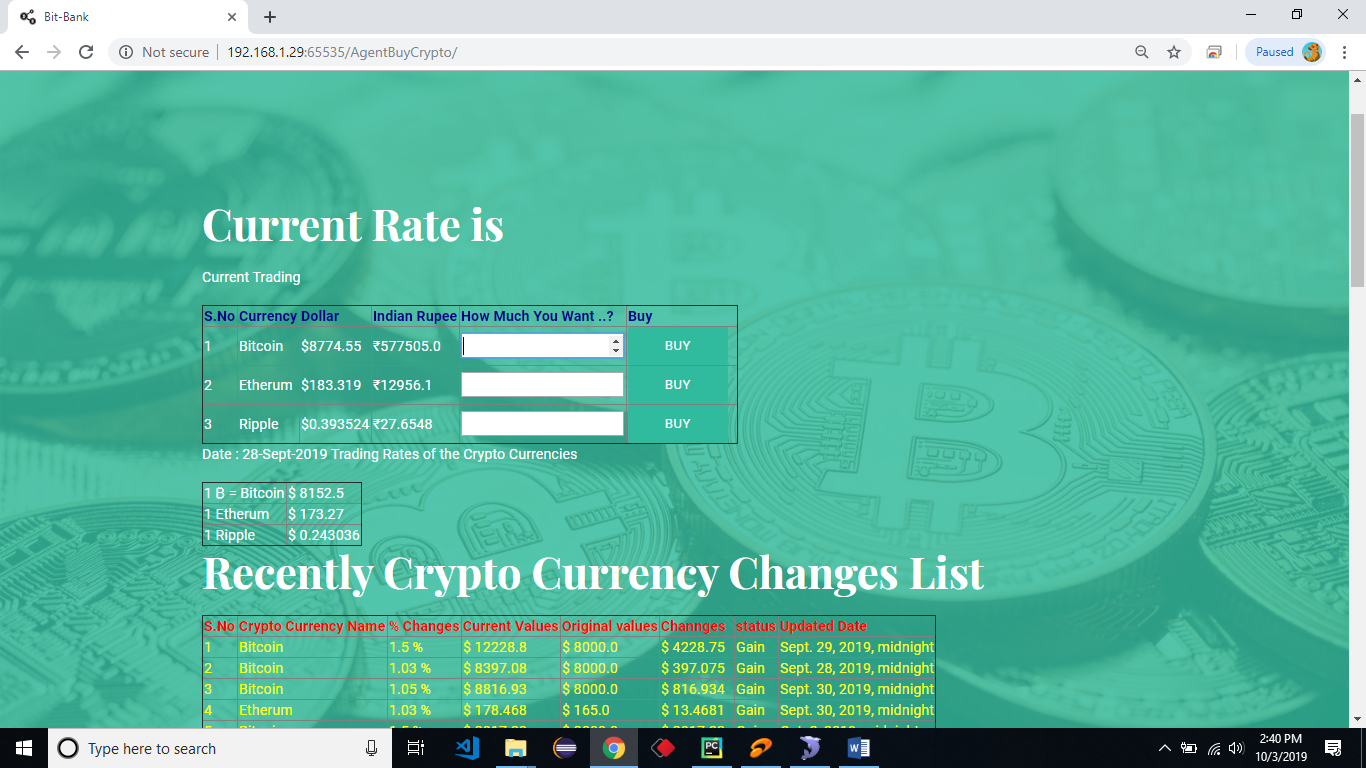 Bit-Bank
Not secure 192.168.1.29:65535/AgentBuyCrypto/ Paused
Current Rate is
Current Trading
S.No Currency Dollar Indian Rupee How Much You Want ..? Buy
1 Bitcoin $8774.55 ₹577505.0 BUY
2 Etherum $183.319 ₹12956.1 BUY
3 Ripple $0.393524 ₹27.6548 BUY
Date : 28-Sept-2019 Trading Rates of the Crypto Currencies
1 B = Bitcoin $ 8152.5
1 Etherum $ 173.27
1 Ripple $ 0.243036
Recently Crypto Currency Changes List
S.No Crypto Currency Name % Changes Current Values Original values Channges status Updated Date
1 Bitcoin 1.5 % $ 12228.8 $ 8000.0 $ 4228.75 Gain Sept. 29, 2019, midnight
2 Bitcoin 1.03 % $ 8397.08 $ 8000.0 $ 397.075 Gain Sept. 28, 2019, midnight
3 Bitcoin 1.05 % $ 8816.93 $ 8000.0 $ 816.934 Gain Sept. 30, 2019, midnight
4 Etherum 1.03 % $ 178.468 $ 165.0 $ 13.4681 Gain Sept. 30, 2019, midnight
Type here to search
2:40 PM
10/3/2019